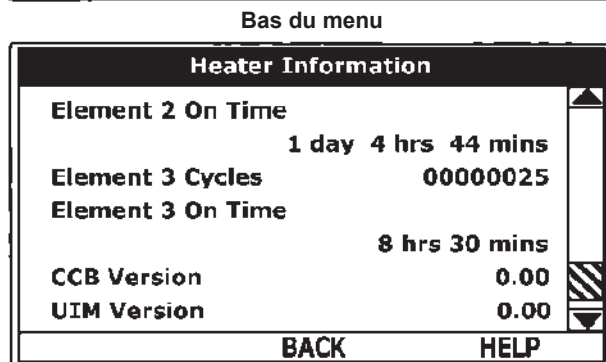 Bas du menu
Heater Information
Element 2 On Time
1 day 4 hrs 44 mins
Element 3 Cycles 00000025
Element 3 On Time
8 hrs 30 mins
CCB Version 0.00
UIM Version 0.00
BACK HELP